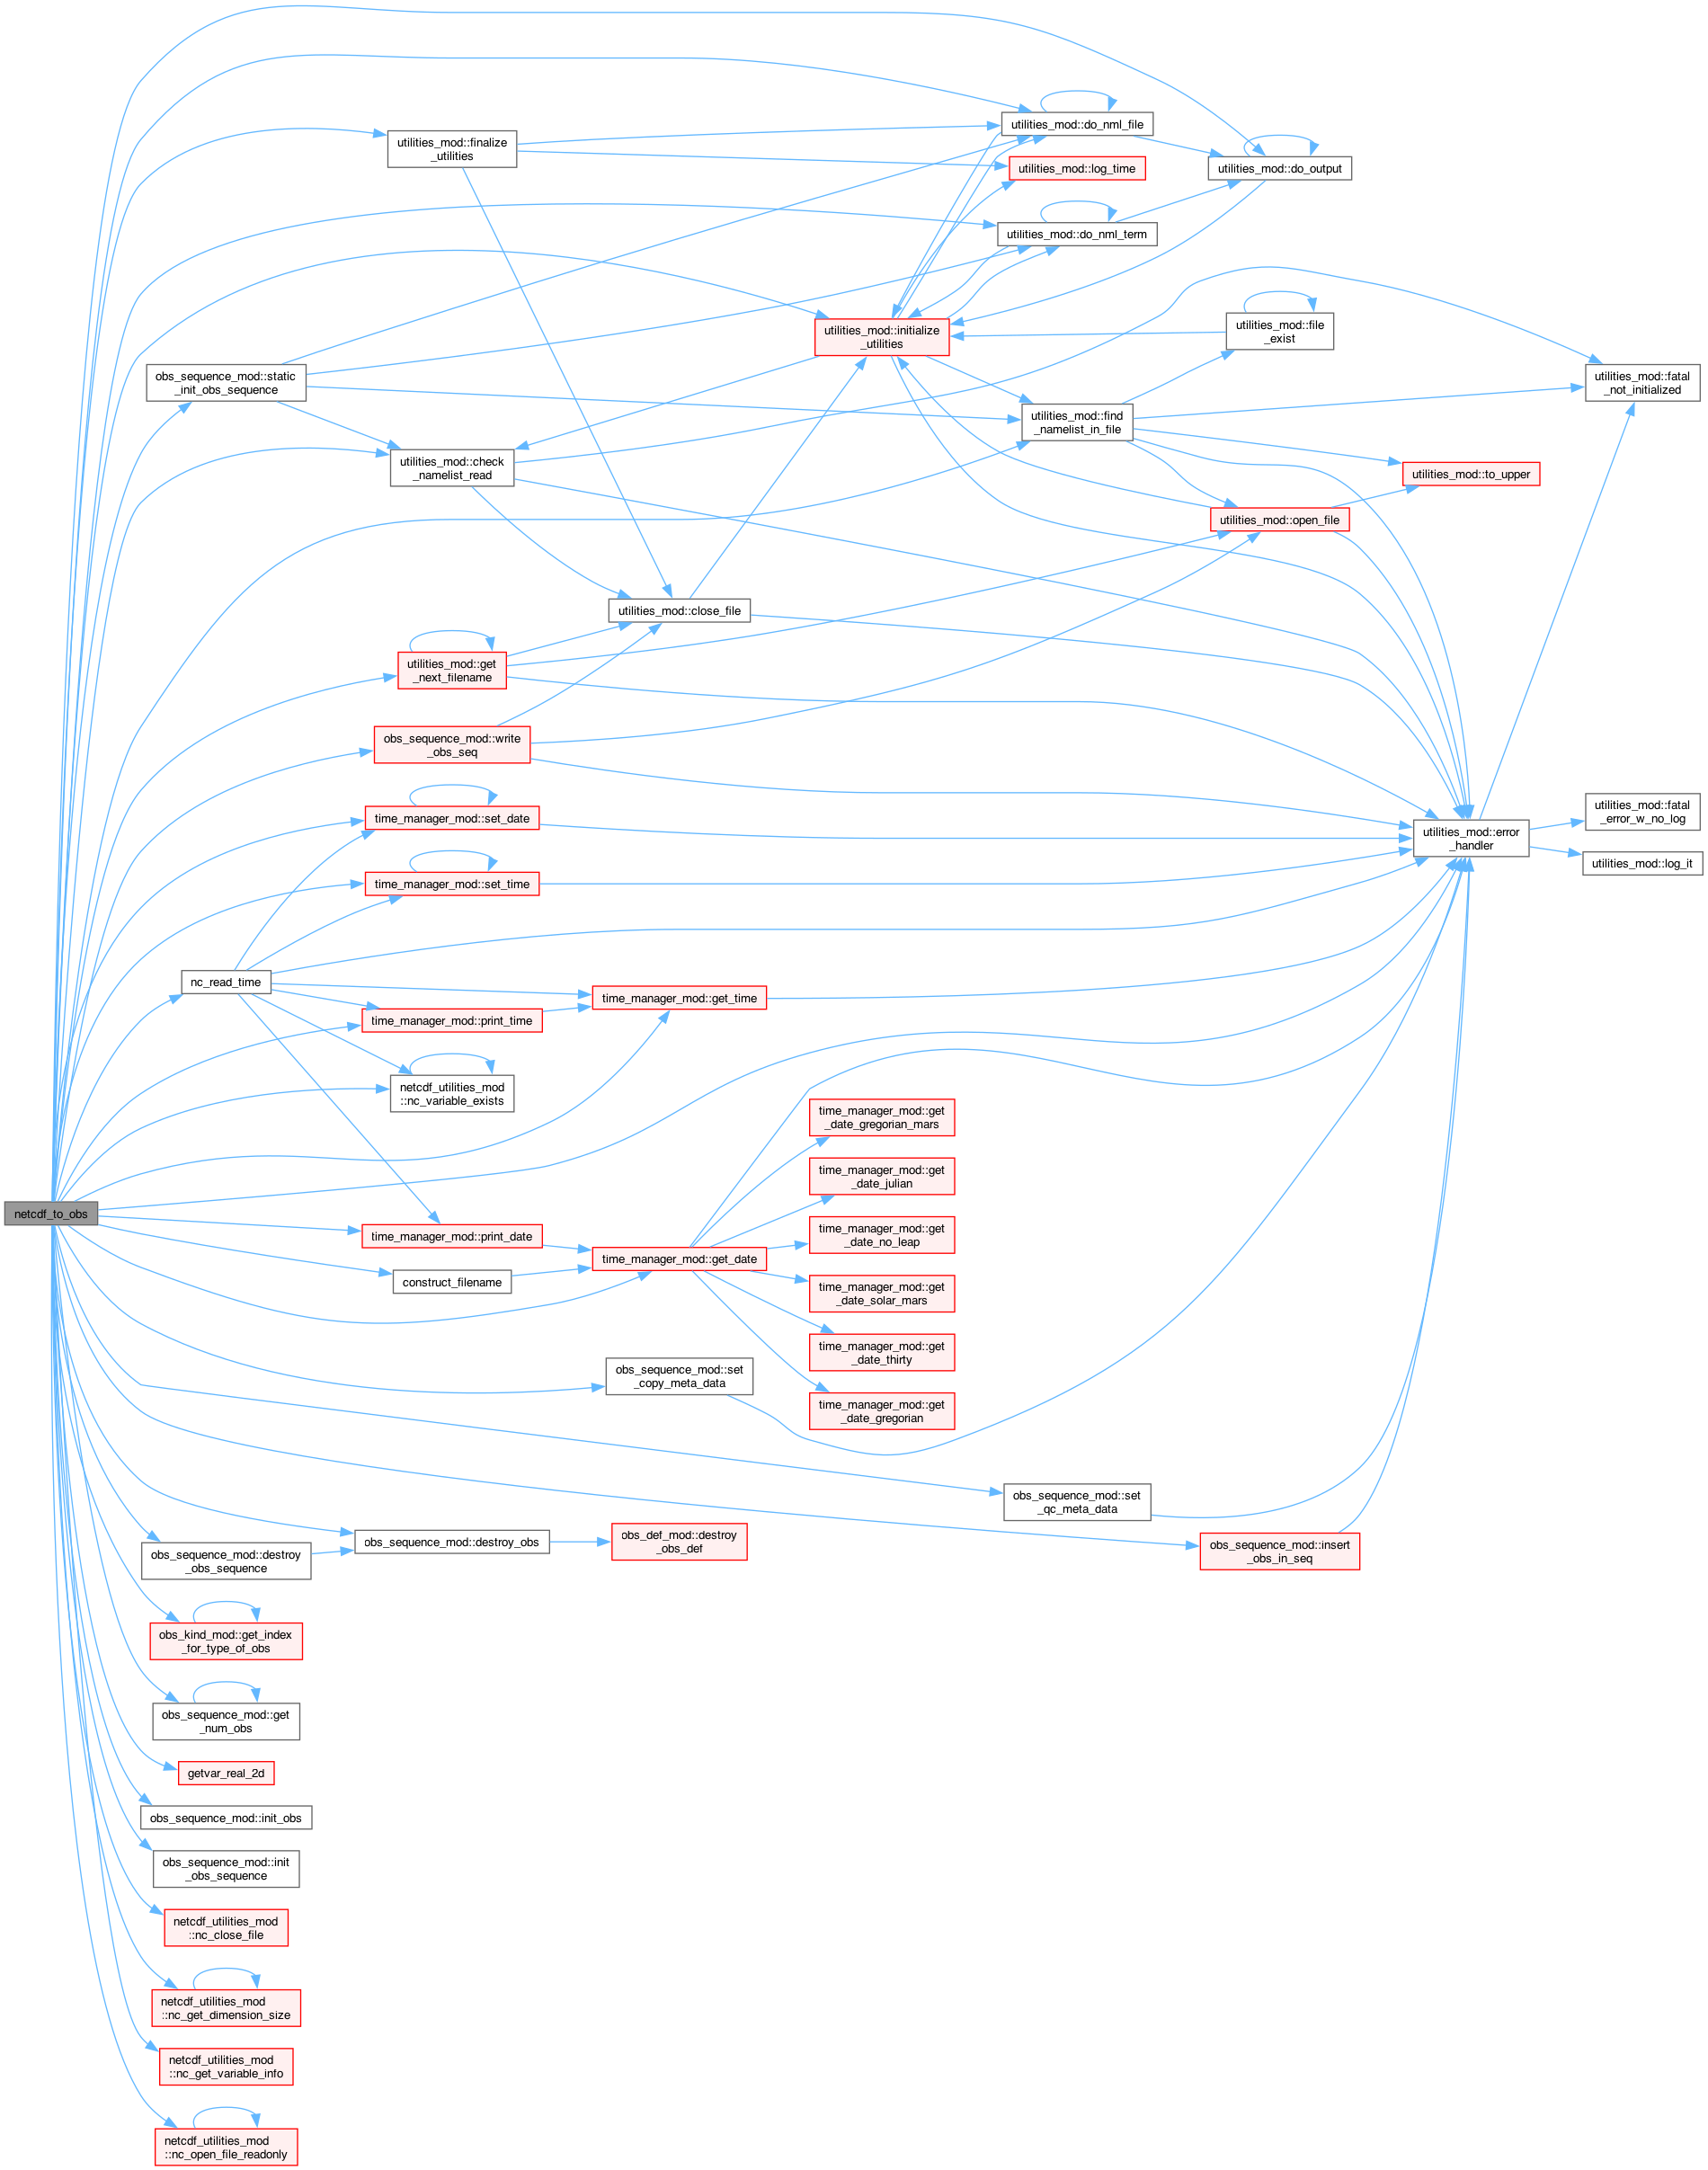 utilities_mod::do_nml_file
utilities_mod::finalize
_utilities
utilities_mod::log_time
utilities_mod::do_output
utilities_mod::do_nml_term
utilities_mod::initialize
_utilities
utilities_mod::file
_exist
obs_sequence_mod::static
_init_obs_sequence
utilities_mod::fatal
_not_initialized
utilities_mod::find
_namelist_in_file
utilities_mod::check
_namelist_read
utilities_mod::to_upper
utilities_mod::open_file
utilities_mod::close_file
utilities_mod::get
_next_filename
obs_sequence_mod::write
_obs_seq
time_manager_mod::set_date
utilities_mod::fatal
_error_w_no_log
utilities_mod::error
_handler
utilities_mod::log_it
time_manager_mod::set_time
nc_read_time
time_manager_mod::get_time
time_manager_mod::print_time
netcdf_utilities_mod
::nc_variable_exists
time_manager_mod::get
_date_gregorian_mars
time_manager_mod::get
_date_julian
netcdf_to_obs
time_manager_mod::print_date
time_manager_mod::get
_date_no_leap
time_manager_mod::get_date
construct_filename
time_manager_mod::get
_date_solar_mars
time_manager_mod::get
_date_thirty
obs_sequence_mod::set
_copy_meta_data
time_manager_mod::get
_date_gregorian
obs_sequence_mod::set
_qc_meta_data
obs_sequence_mod::destroy_obs
obs_def_mod::destroy
_obs_def
obs_sequence_mod::insert
_obs_in_seq
obs_sequence_mod::destroy
_obs_sequence
obs_kind_mod::get_index
_for_type_of_obs
obs_sequence_mod::get
_num_obs
getvar_real_2d
obs_sequence_mod::init_obs
obs_sequence_mod::init
_obs_sequence
netcdf_utilities_mod
::nc_close_file
netcdf_utilities_mod
::nc_get_dimension_size
netcdf_utilities_mod
::nc_get_variable_info
netcdf_utilities_mod
::nc_open_file_readonly